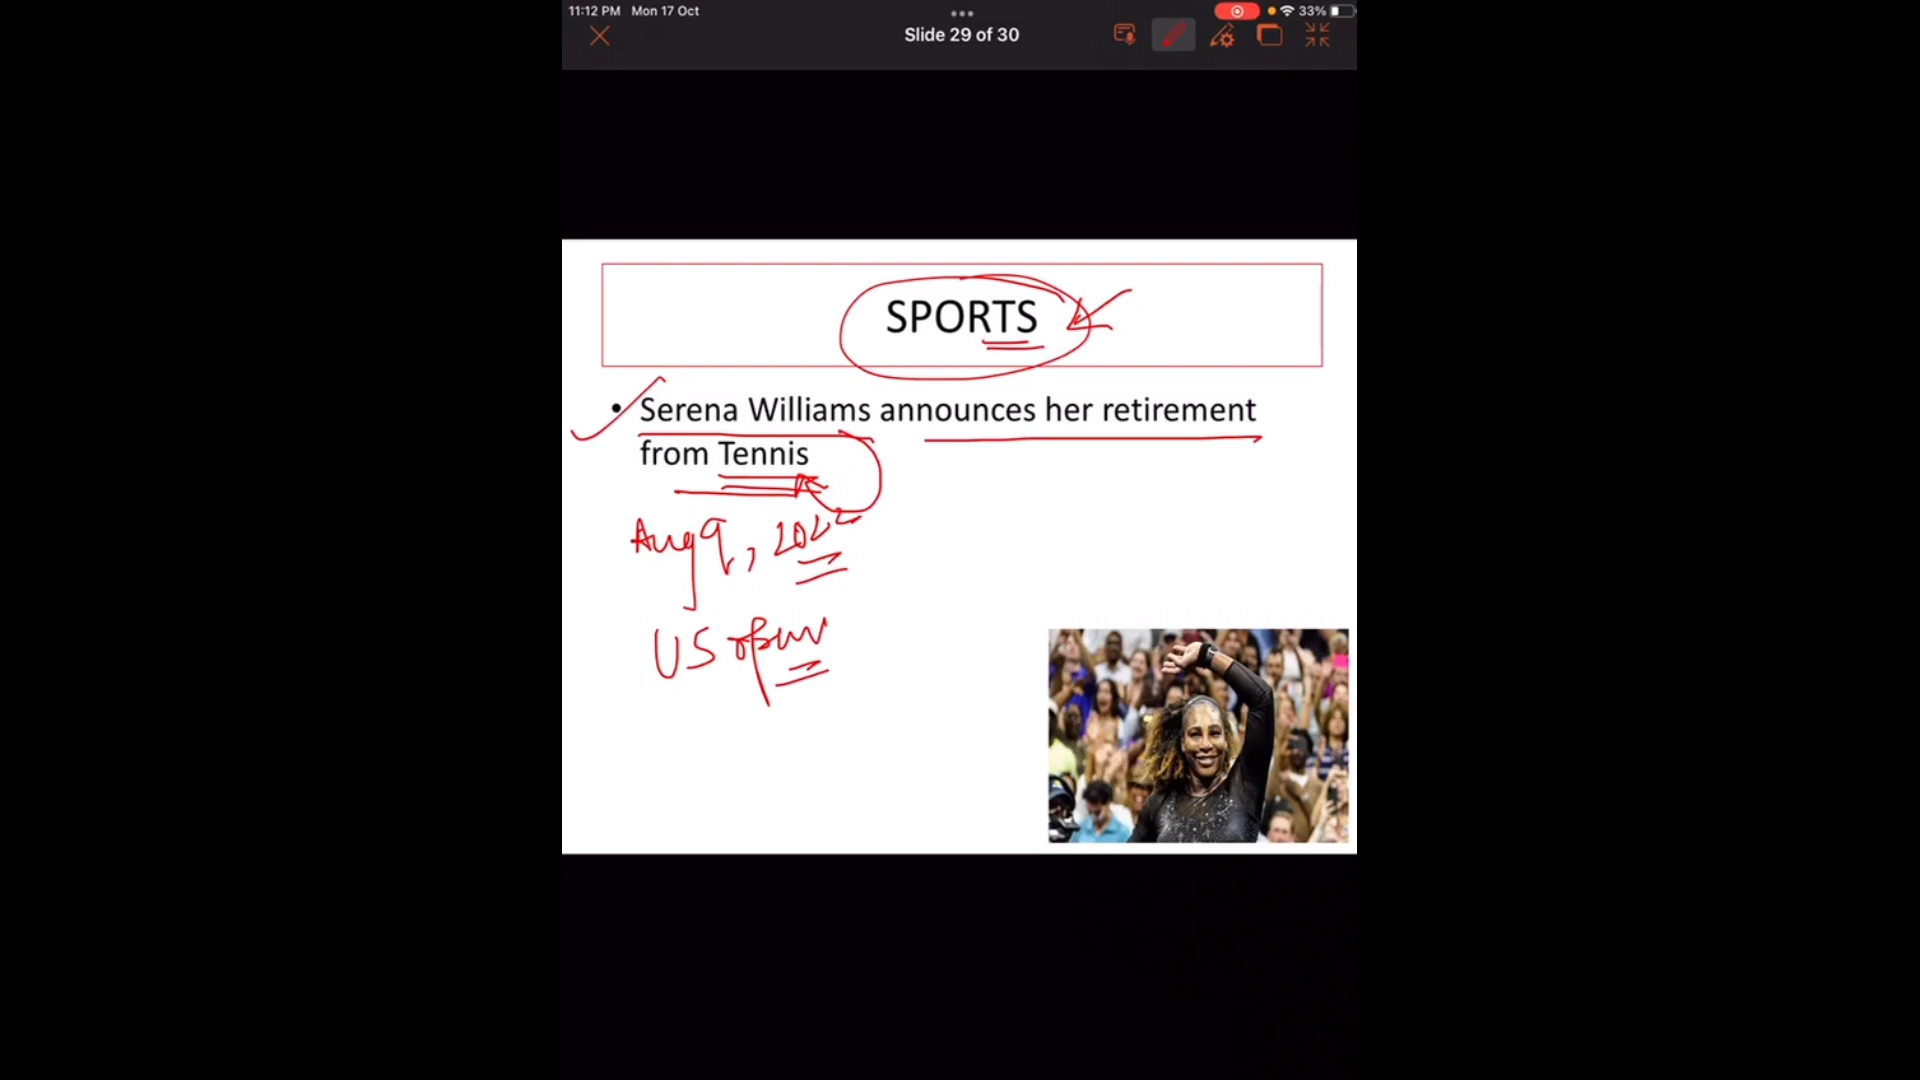 11:12 PM Mon 17 Oct
33%
Slide 29 of 30
SPORTS
• Serena Williams announces her retirement
from Tennis
Aug 9, 2022
US open